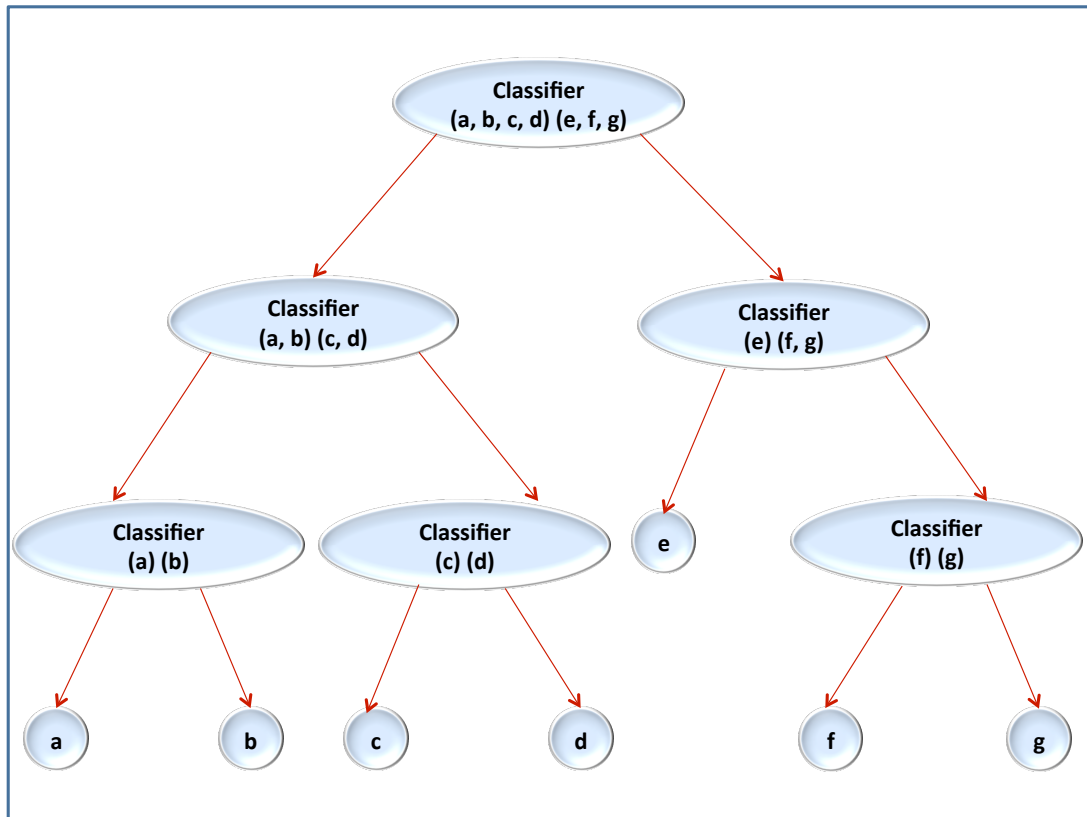 Classifier
(a, b, c, d) (e, f, g)
Classifier
(a, b) (c, d)
Classifier
(e) (f, g)
Classifier
(a) (b)
Classifier
(c) (d)
e
Classifier
(f) (g)
a
b
c
d
f
g